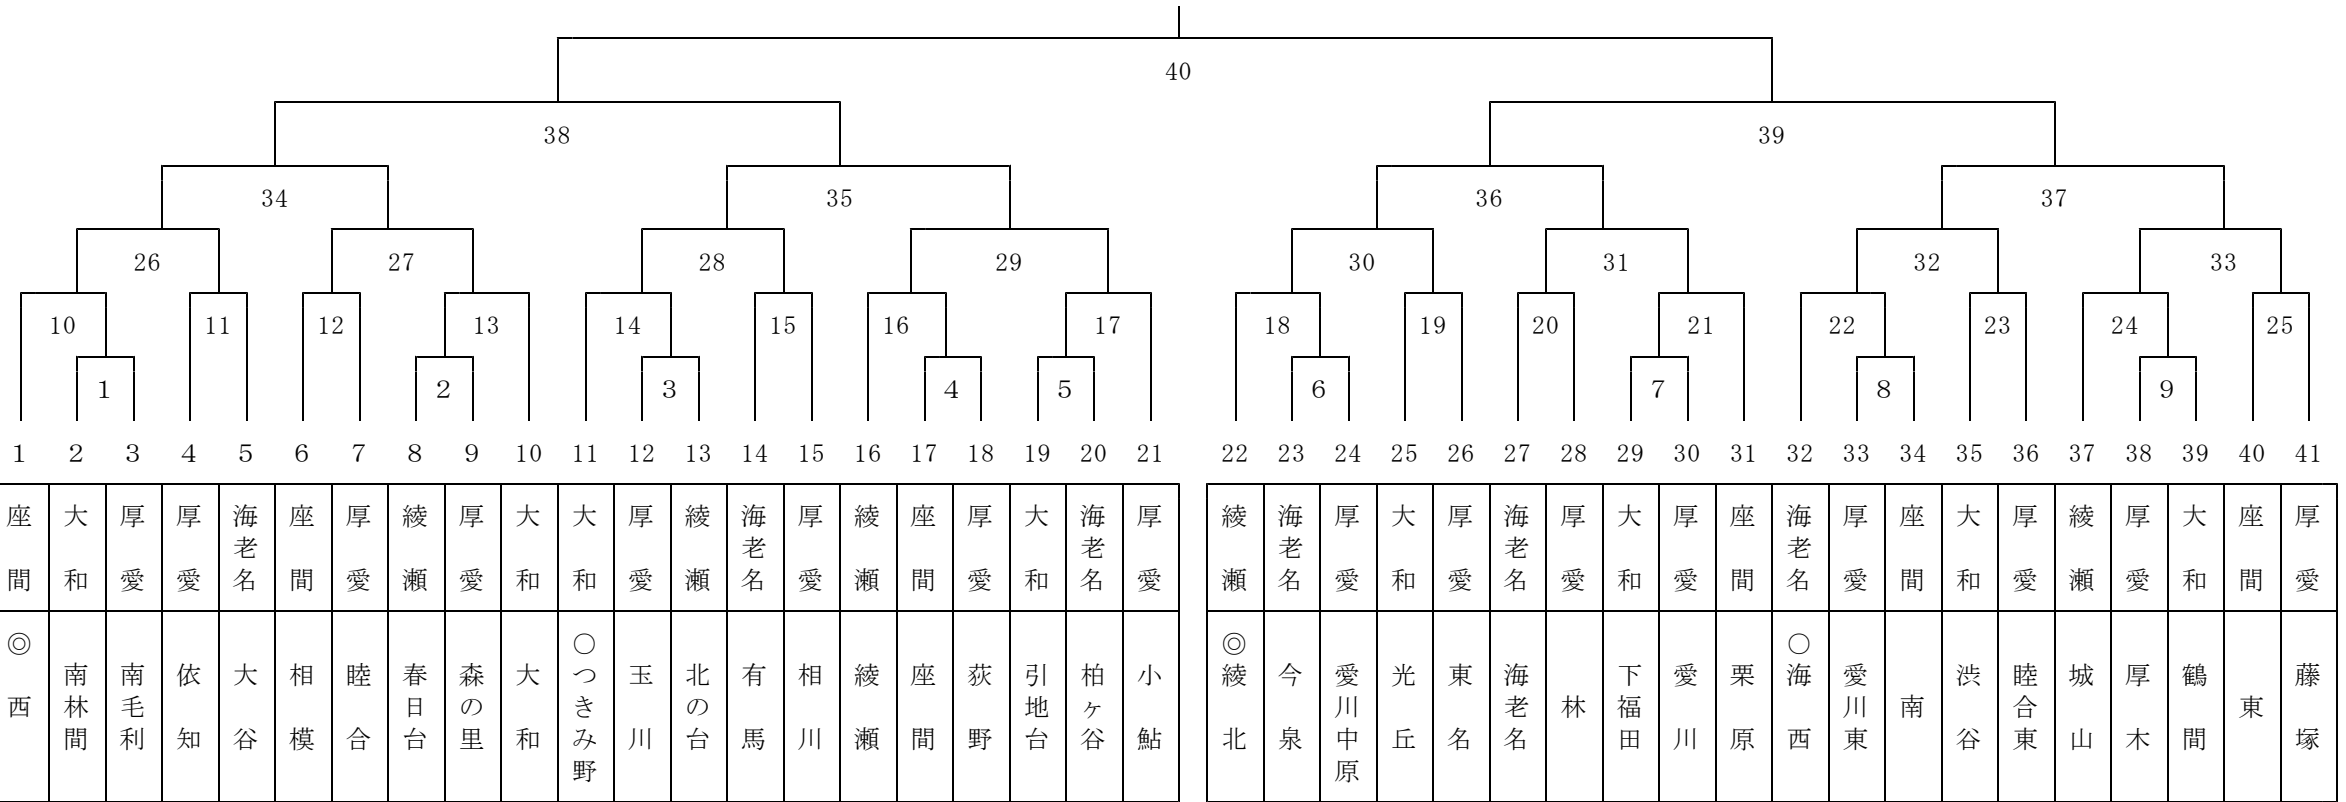 40
38 39
34 35 36 37
26 27 28 29 30 31 32 33
10 11 12 13 14 15 16 17 18 19 20 21 22 23 24 25
1 2 3 4 5 6 7 8 9
1 2 3 4 5 6 7 8 9 10 11 12 13 14 15 16 17 18 19 20 21 22 23 24 25 26 27 28 29 30 31 32 33 34 35 36 37 38 39 40 41
座間 大和 厚愛 厚愛 海老名 座間 厚愛 綾瀬 厚愛 大和 大和 厚愛 綾瀬 海老名 厚愛 綾瀬 座間 厚愛 大和 海老名 厚愛 綾瀬 海老名 厚愛 大和 厚愛 海老名 厚愛 大和 厚愛 座間 海老名 厚愛 座間 大和 厚愛 綾瀬 厚愛 大和 座間 厚愛
◎西 南林間 南毛利 依知 大谷 相模 睦合 春日台 森の里 大和 ○つきみ野 玉川 北の台 有馬 相川 綾瀬 座間 荻野 引地台 柏ヶ谷 小鮎 ◎綾北 今泉 愛川中原 光丘 東名 海老名 林 下福田 愛川 栗原 ○海西 愛川東 南 渋谷 睦合東 城山 厚木 鶴間 東 藤塚